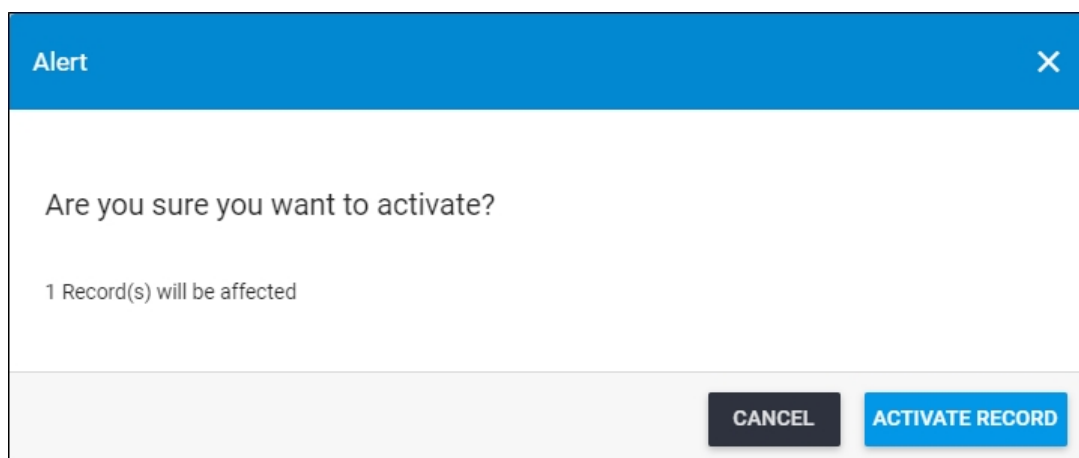 Alert
Are you sure you want to activate?
1 Record(s) will be affected
CANCEL
ACTIVATE RECORD